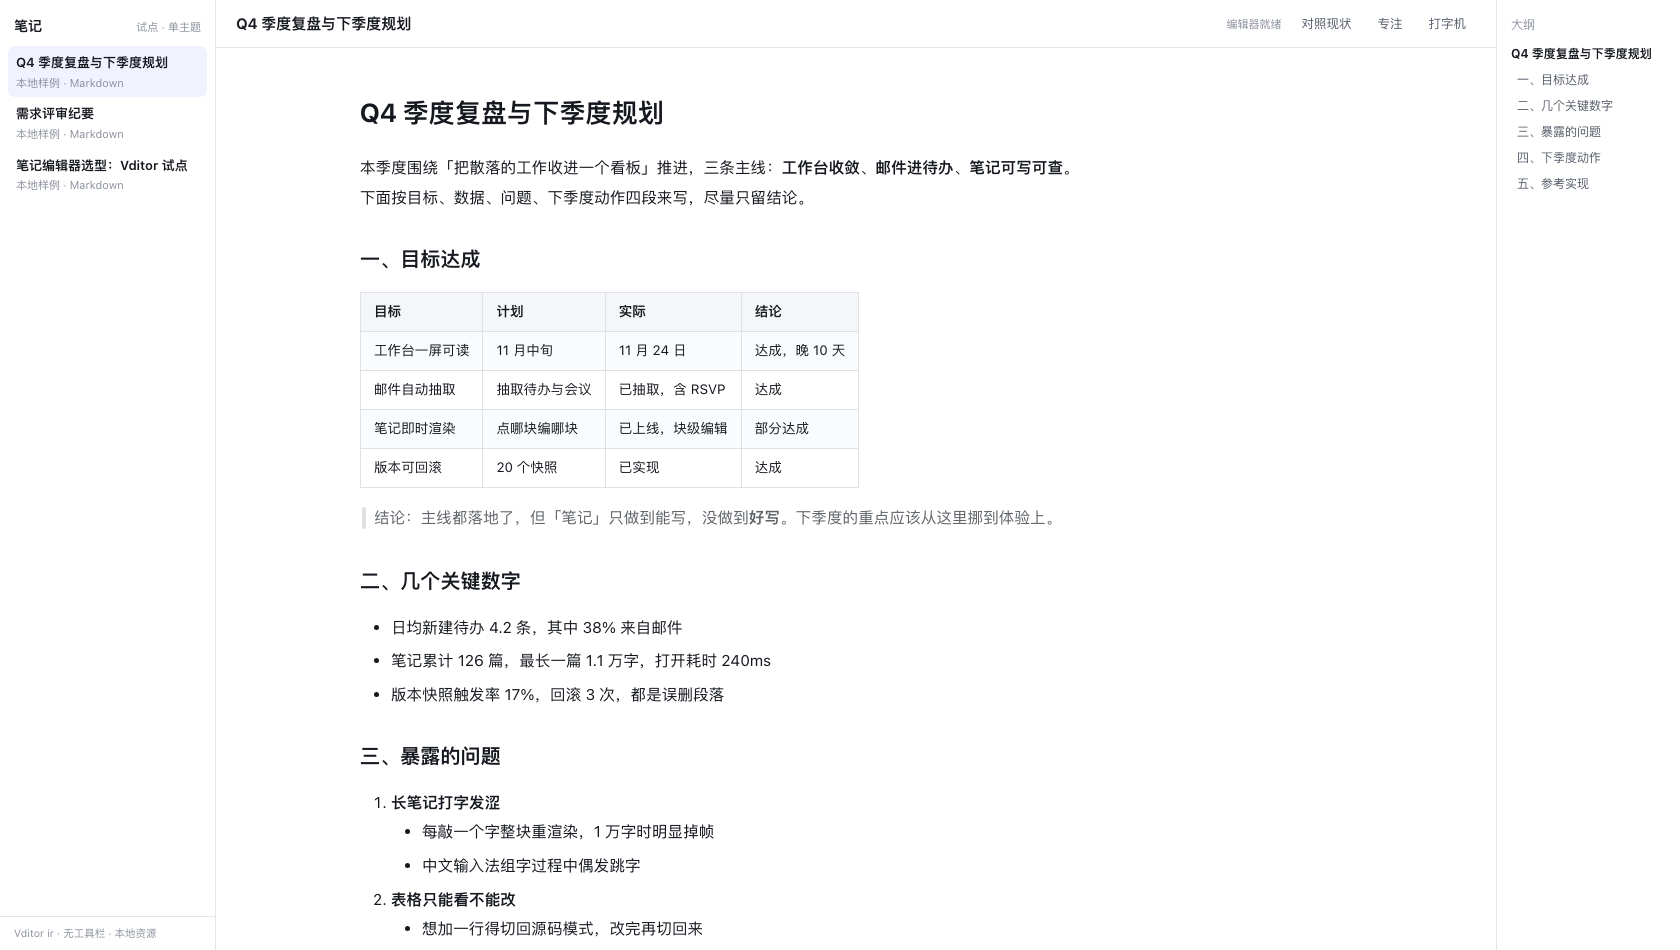 笔记
试点 · 单主题
Q4 季度复盘与下季度规划
本地样例 · Markdown
需求评审纪要
本地样例 · Markdown
笔记编辑器选型：Vditor 试点
本地样例 · Markdown
Vditor ir · 无工具栏 · 本地资源
Q4 季度复盘与下季度规划
编辑器就绪 对照现状 专注 打字机
Q4 季度复盘与下季度规划
本季度围绕「把散落的工作收进一个看板」推进，三条主线：工作台收敛、邮件进待办、笔记可写可查。
下面按目标、数据、问题、下季度动作四段来写，尽量只留结论。
一、目标达成
目标 计划 实际 结论
工作台一屏可读 11 月中旬 11 月 24 日 达成，晚 10 天
邮件自动抽取 抽取待办与会议 已抽取，含 RSVP 达成
笔记即时渲染 点哪块编哪块 已上线，块级编辑 部分达成
版本可回滚 20 个快照 已实现 达成
结论：主线都落地了，但「笔记」只做到能写，没做到好写。下季度的重点应该从这里挪到体验上。
二、几个关键数字
• 日均新建待办 4.2 条，其中 38% 来自邮件
• 笔记累计 126 篇，最长一篇 1.1 万字，打开耗时 240ms
• 版本快照触发率 17%，回滚 3 次，都是误删段落
三、暴露的问题
1. 长笔记打字发涩
• 每敲一个字整块重渲染，1 万字时明显掉帧
• 中文输入法组字过程中偶发跳字
2. 表格只能看不能改
• 想加一行得切回源码模式，改完再切回来
大纲
Q4 季度复盘与下季度规划
一、目标达成
二、几个关键数字
三、暴露的问题
四、下季度动作
五、参考实现